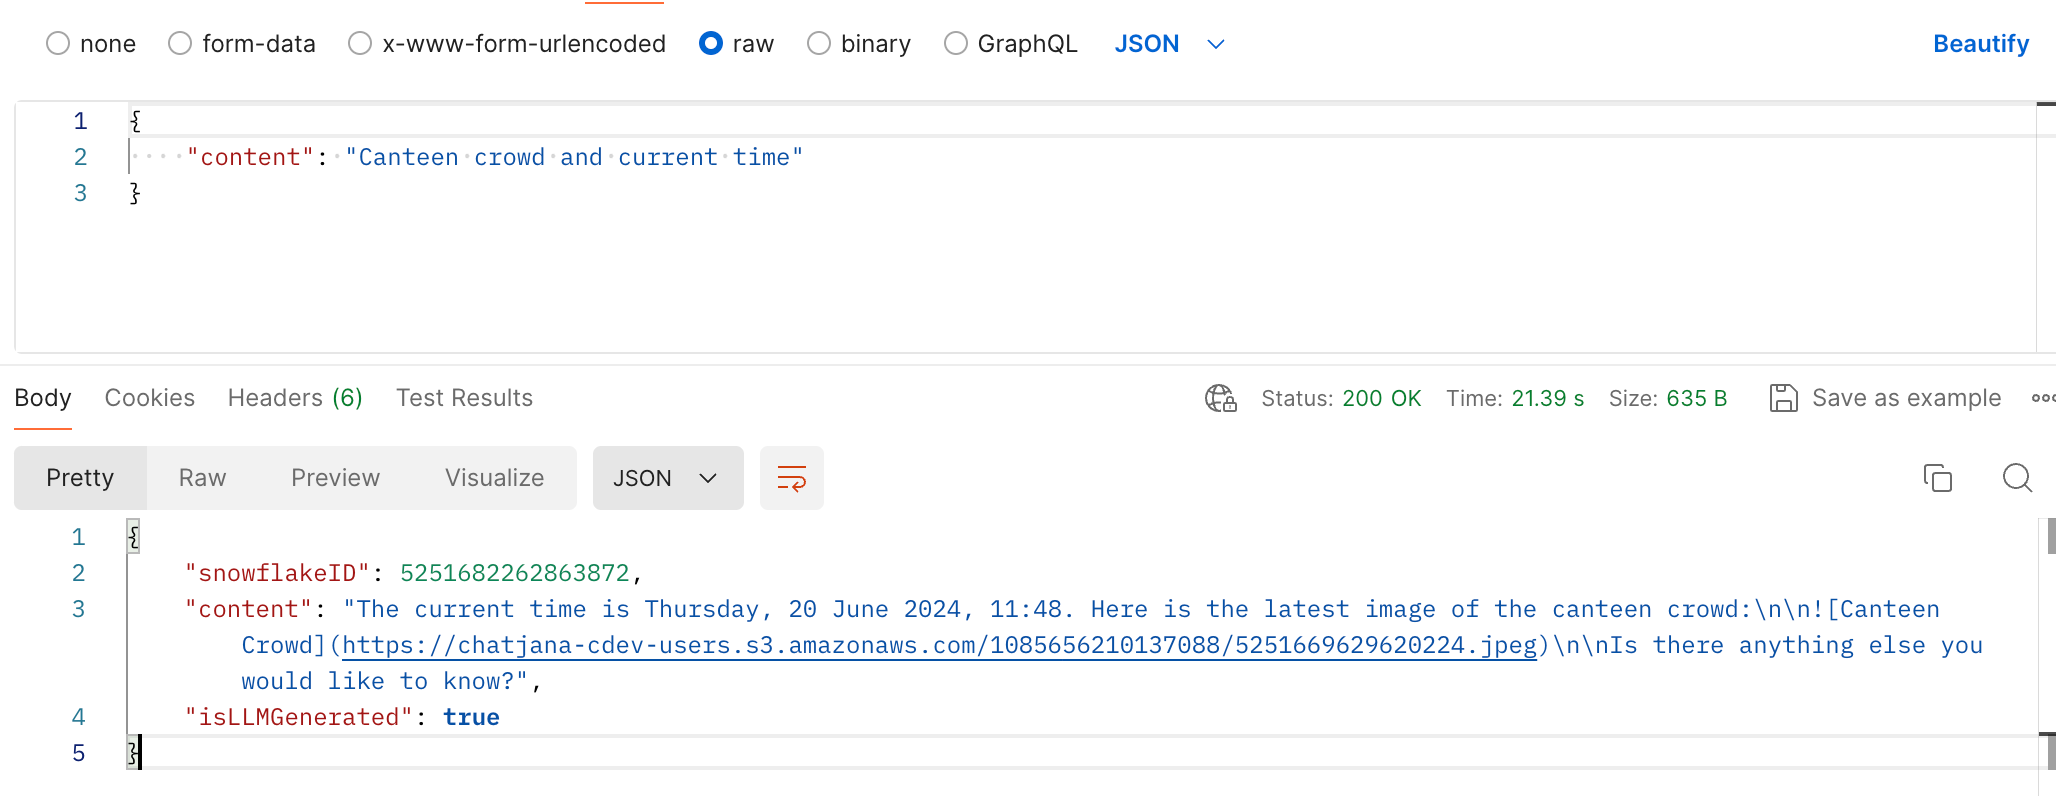 none form-data x-www-form-urlencoded raw binary GraphQL JSON Beautify
1 {
2 "content": "Canteen crowd and current time"
3 }
Body Cookies Headers (6) Test Results Status: 200 OK Time: 21.39 s Size: 635 B Save as example
Pretty Raw Preview Visualize JSON
1 {
2 "snowflakeID": 5251682262863872,
3 "content": "The current time is Thursday, 20 June 2024, 11:48. Here is the latest image of the canteen crowd:\n\n![Canteen
Crowd](https://chatjana-cdev-users.s3.amazonaws.com/1085656210137088/5251669629620224.jpeg)\n\nIs there anything else you
would like to know?",
4 "isLLMGenerated": true
5 }